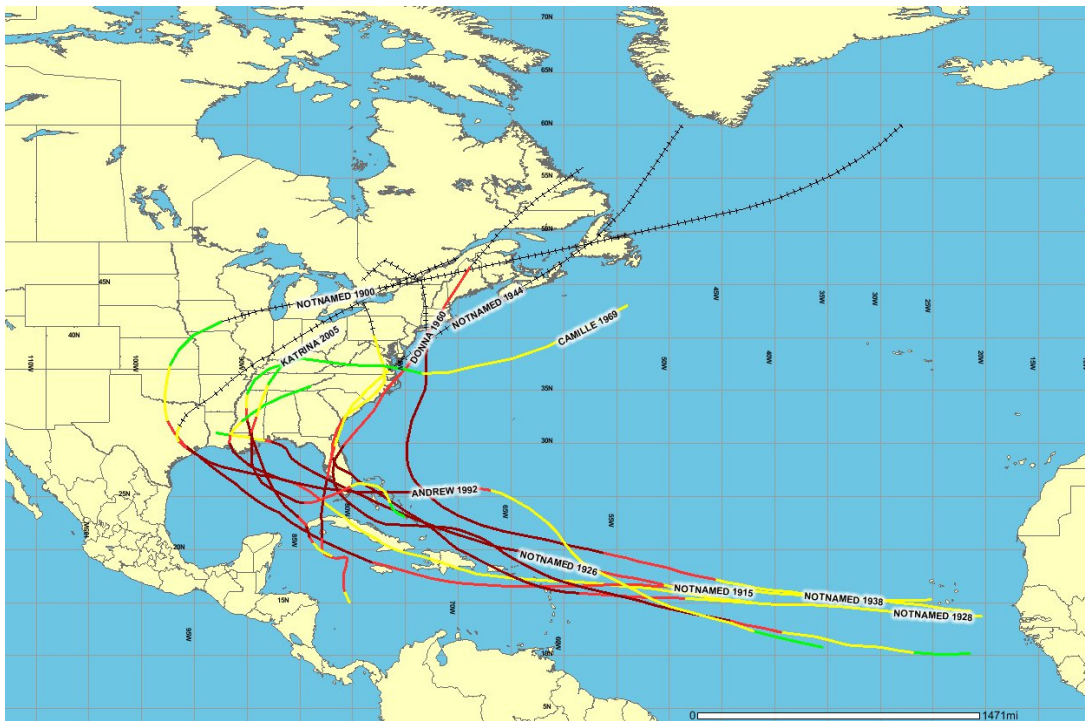 70N
65N
60N
55N
50N
45N
45W
35W
30W
25W
NOTNAMED 1900
NOTNAMED 1944
DONNA 1960
CAMILLE 1969
KATRINA 2005
40N
110W
100W
90W
50W
40W
20W
35N
30N
25N
ANDREW 1992
65W
55W
85W
20N
NOTNAMED 1926
NOTNAMED 1915
NOTNAMED 1938
NOTNAMED 1928
15N
70W
95W
60W
10N
5N
0
1471mi